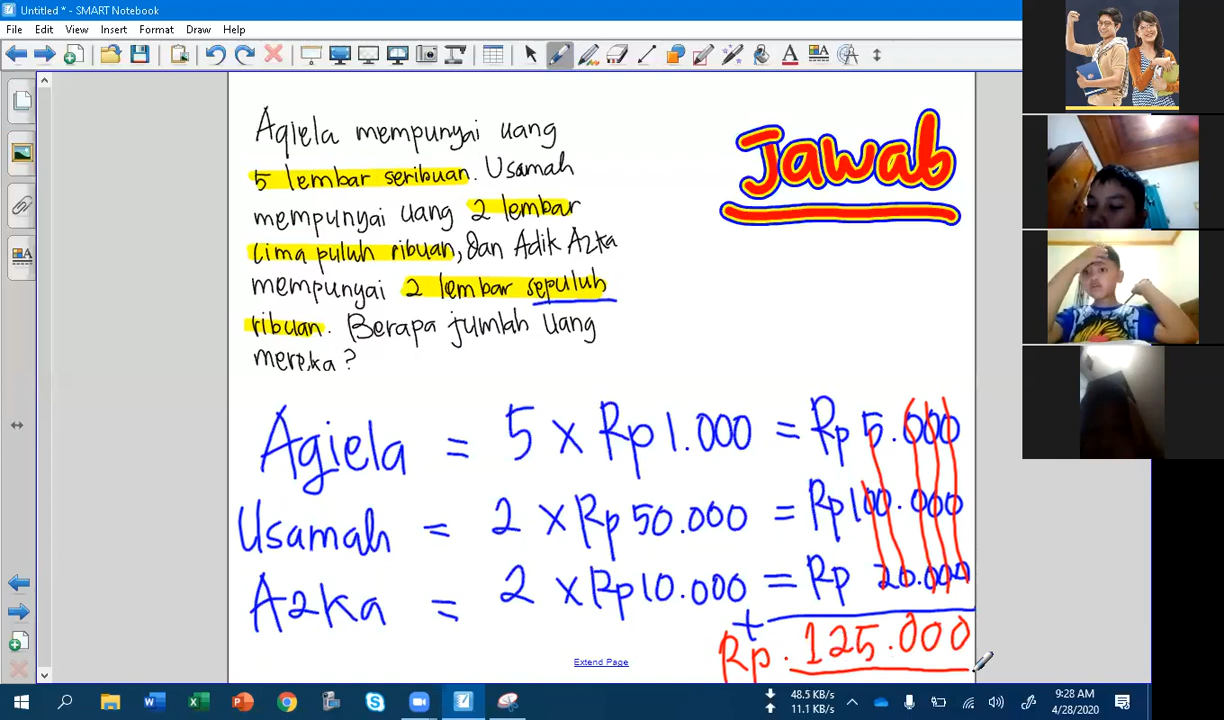 Untitled * - SMART Notebook
File Edit View Insert Format Draw Help
Agiela mempunyai uang
5 lembar seribuan. Usamah
mempunyai uang 2 lembar
lima puluh ribuan, dan Adik Azka
mempunyai 2 lembar sepuluh
ribuan. Berapa jumlah uang
mereka?
Jawab
Agiela = 5 x Rp 1.000 = Rp 5.000
Usamah = 2 x Rp 50.000 = Rp 100.000
Azka = 2 x Rp 10.000 = Rp 20.000
+
Rp. 125.000
Extend Page
48.5 KB/s
11.1 KB/s
9:28 AM
4/28/2020